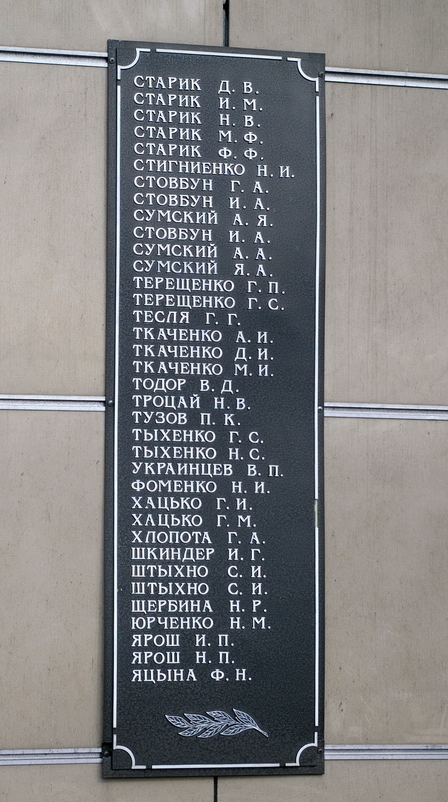 СТАРИК Д. В.
СТАРИК И. М.
СТАРИК Н. В.
СТАРИК М. Ф.
СТАРИК Ф. Ф.
СТИГНИЕНКО Н. И.
СТОВБУН Г. А.
СТОВБУН И. А.
СУМСКИЙ А. Я.
СТОВБУН И. А.
СУМСКИЙ А. А.
СУМСКИЙ Я. А.
ТЕРЕЩЕНКО Г. П.
ТЕРЕЩЕНКО Г. С.
ТЕСЛЯ Г. Г.
ТКАЧЕНКО А. И.
ТКАЧЕНКО Д. И.
ТКАЧЕНКО М. И.
ТОДОР В. Д.
ТРОЦАЙ Н. В.
ТУЗОВ П. К.
ТЫХЕНКО Г. С.
ТЫХЕНКО Н. С.
УКРАИНЦЕВ В. П.
ФОМЕНКО Н. И.
ХАЦЬКО Г. И.
ХАЦЬКО Г. М.
ХЛОПОТА Г. А.
ШКИНДЕР И. Г.
ШТЫХНО С. И.
ШТЫХНО С. И.
ЩЕРБИНА Н. Р.
ЮРЧЕНКО Н. М.
ЯРОШ И. П.
ЯРОШ Н. П.
ЯЦЫНА Ф. Н.